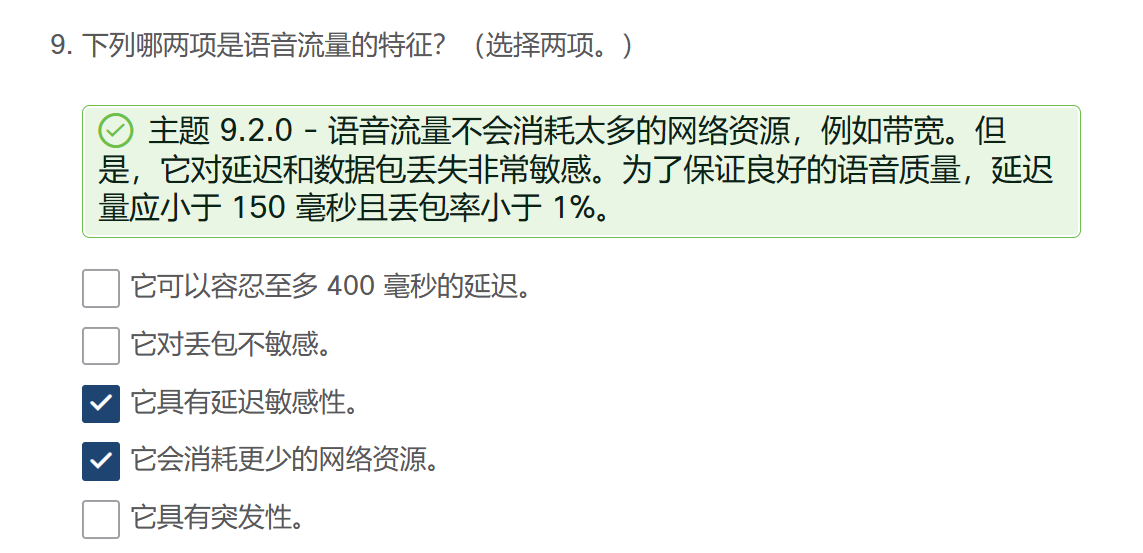 9. 下列哪两项是语音流量的特征？（选择两项。）
主题 9.2.0 - 语音流量不会消耗太多的网络资源，例如带宽。但
是，它对延迟和数据包丢失非常敏感。为了保证良好的语音质量，延迟
量应小于 150 毫秒且丢包率小于 1%。
它可以容忍至多 400 毫秒的延迟。
它对丢包不敏感。
它具有延迟敏感性。
它会消耗更少的网络资源。
它具有突发性。